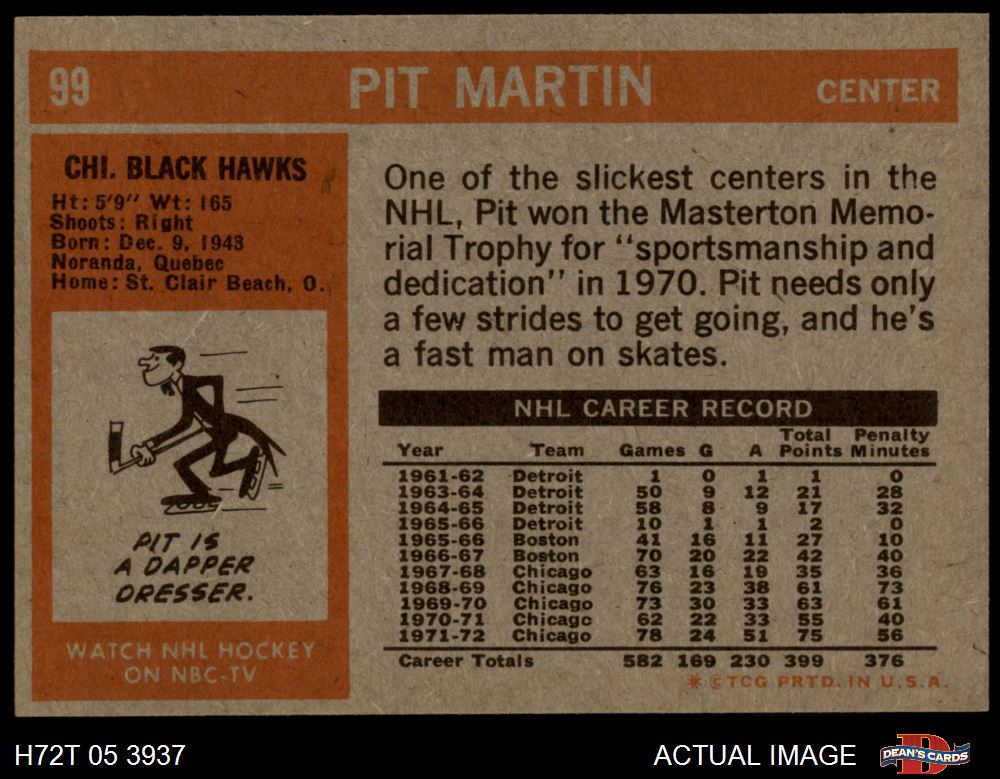 99 PIT MARTIN CENTER
CHI. BLACK HAWKS
Ht: 5'9" Wt: 165
Shoots: Right
Born: Dec. 9, 1943
Noranda, Quebec
Home: St. Clair Beach, O.
PIT IS
A DAPPER
DRESSER.
WATCH NHL HOCKEY
ON NBC-TV
One of the slickest centers in the
NHL, Pit won the Masterton Memo-
rial Trophy for "sportsmanship and
dedication" in 1970. Pit needs only
a few strides to get going, and he's
a fast man on skates.
NHL CAREER RECORD
Total Penalty
Year Team Games G A Points Minutes
1961-62 Detroit 1 0 1 1 0
1963-64 Detroit 50 9 12 21 28
1964-65 Detroit 58 8 9 17 32
1965-66 Detroit 10 1 1 2 0
1965-66 Boston 41 16 11 27 10
1966-67 Boston 70 20 22 42 40
1967-68 Chicago 63 16 19 35 36
1968-69 Chicago 76 23 38 61 73
1969-70 Chicago 73 30 33 63 61
1970-71 Chicago 62 22 33 55 40
1971-72 Chicago 78 24 51 75 56
Career Totals 582 169 230 399 376
* © TCG PRTD. IN U.S.A.
H72T 05 3937 ACTUAL IMAGE DEAN'S CARDS